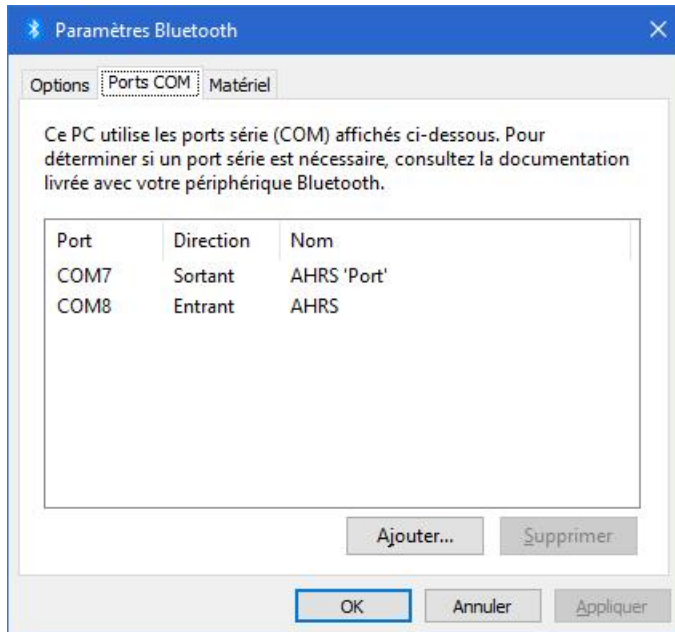 Paramètres Bluetooth
Options Ports COM Matériel
Ce PC utilise les ports série (COM) affichés ci-dessous. Pour
déterminer si un port série est nécessaire, consultez la documentation
livrée avec votre périphérique Bluetooth.
Port Direction Nom
COM7 Sortant AHRS 'Port'
COM8 Entrant AHRS
Ajouter... Supprimer
OK Annuler Appliquer